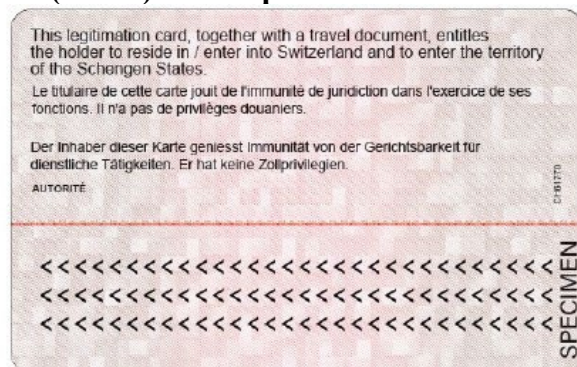 This legitimation card, together with a travel document, entitles
the holder to reside in / enter into Switzerland and to enter the territory
of the Schengen States.
Le titulaire de cette carte jouit de l'immunité de juridiction dans l'exercice de ses
fonctions. Il n'a pas de privilèges douaniers.
Der Inhaber dieser Karte geniesst Immunität von der Gerichtsbarkeit für
dienstliche Tätigkeiten. Er hat keine Zollprivilegien.
AUTORITÉ
<<<<<<<<<<<<<<<<<<<<<<<<<<<<<<
<<<<<<<<<<<<<<<<<<<<<<<<<<<<<<
<<<<<<<<<<<<<<<<<<<<<<<<<<<<<<
SPECIMEN